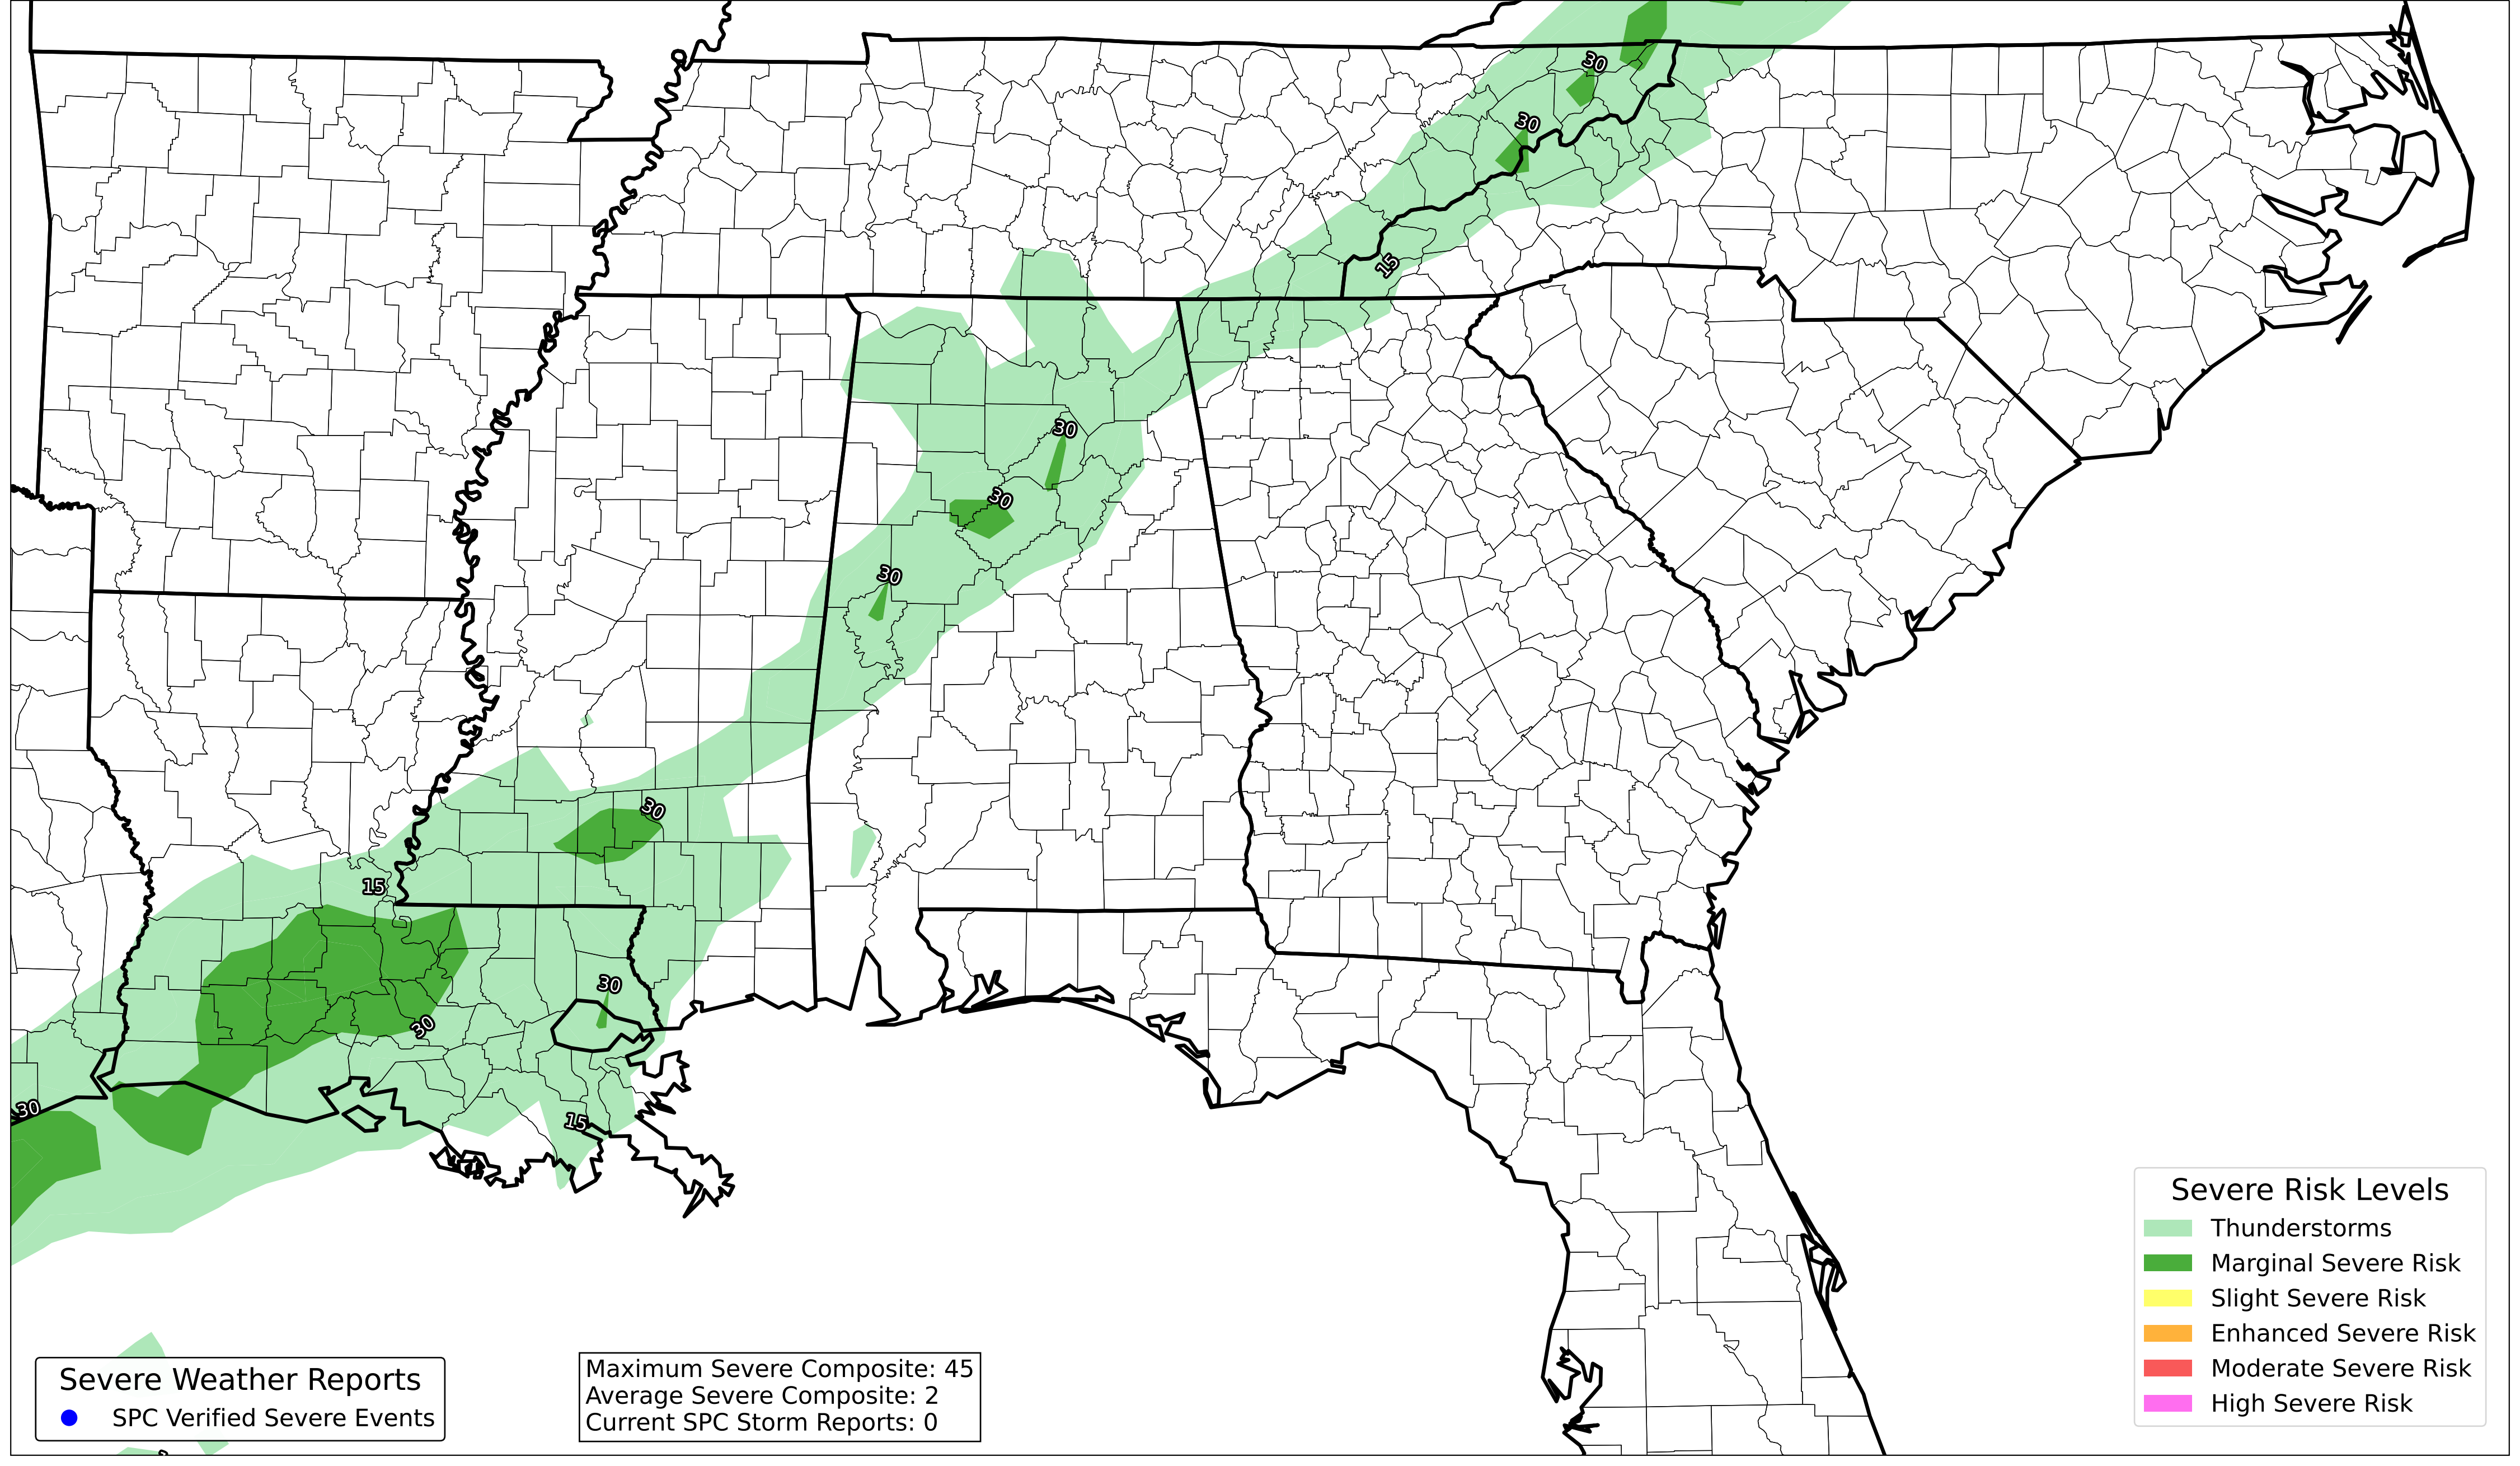 30
30
15
30
30
30
30
15
30
30
30
15
Severe Weather Reports
SPC Verified Severe Events
Maximum Severe Composite: 45
Average Severe Composite: 2
Current SPC Storm Reports: 0
Severe Risk Levels
Thunderstorms
Marginal Severe Risk
Slight Severe Risk
Enhanced Severe Risk
Moderate Severe Risk
High Severe Risk